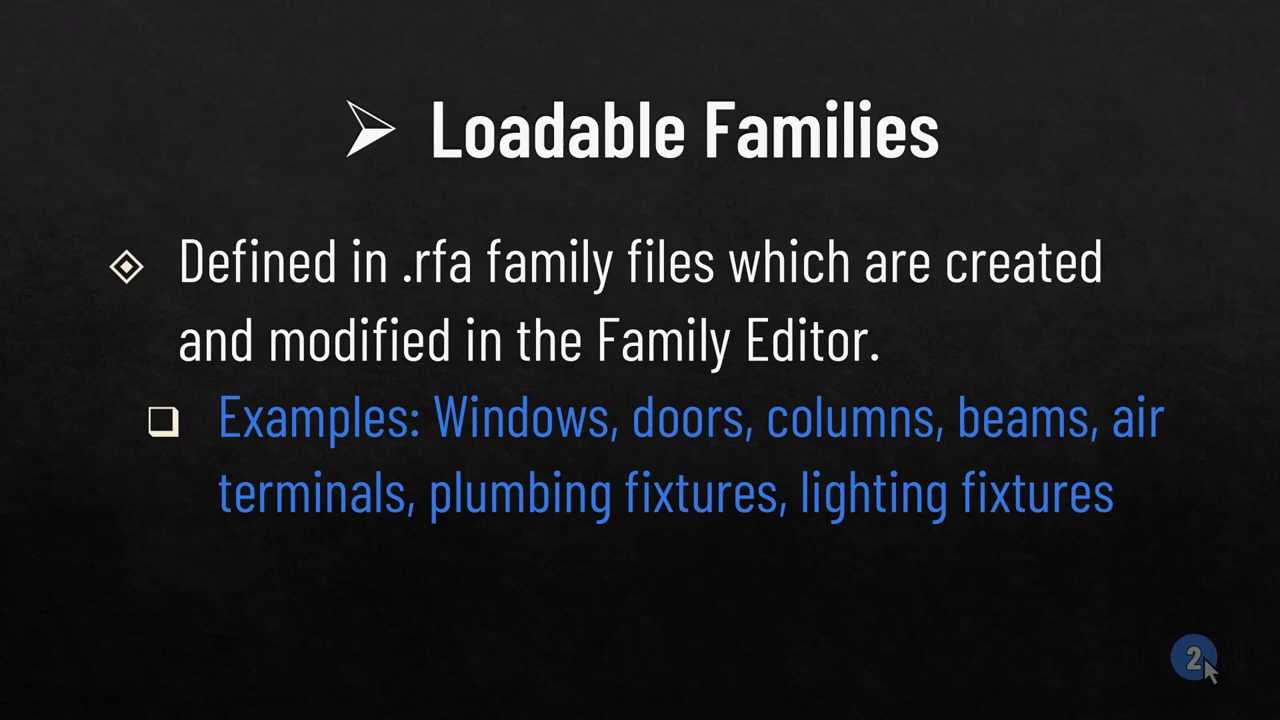 Loadable Families
Defined in .rfa family files which are created
and modified in the Family Editor.
Examples: Windows, doors, columns, beams, air
terminals, plumbing fixtures, lighting fixtures
2